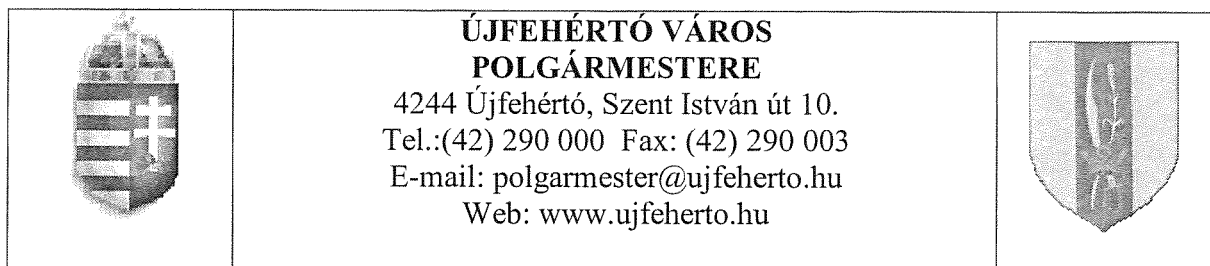 ÚJFEHÉRTÓ VÁROS
POLGÁRMESTERE
4244 Újfehértó, Szent István út 10.
Tel.:(42) 290 000 Fax: (42) 290 003
E-mail: polgarmester@ujfeherto.hu
Web: www.ujfeherto.hu